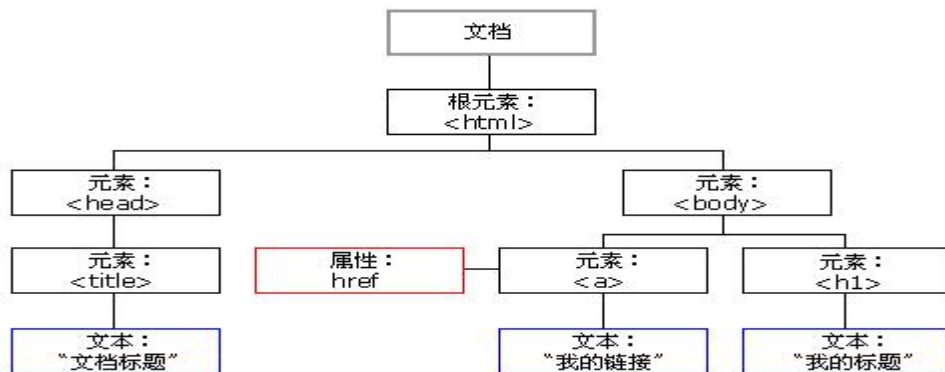 文档
根元素：
<html>
元素：
<head>
元素：
<body>
元素：
<title>
属性：
href
元素：
<a>
元素：
<h1>
文本：
“文档标题”
文本：
“我的链接”
文本：
“我的标题”